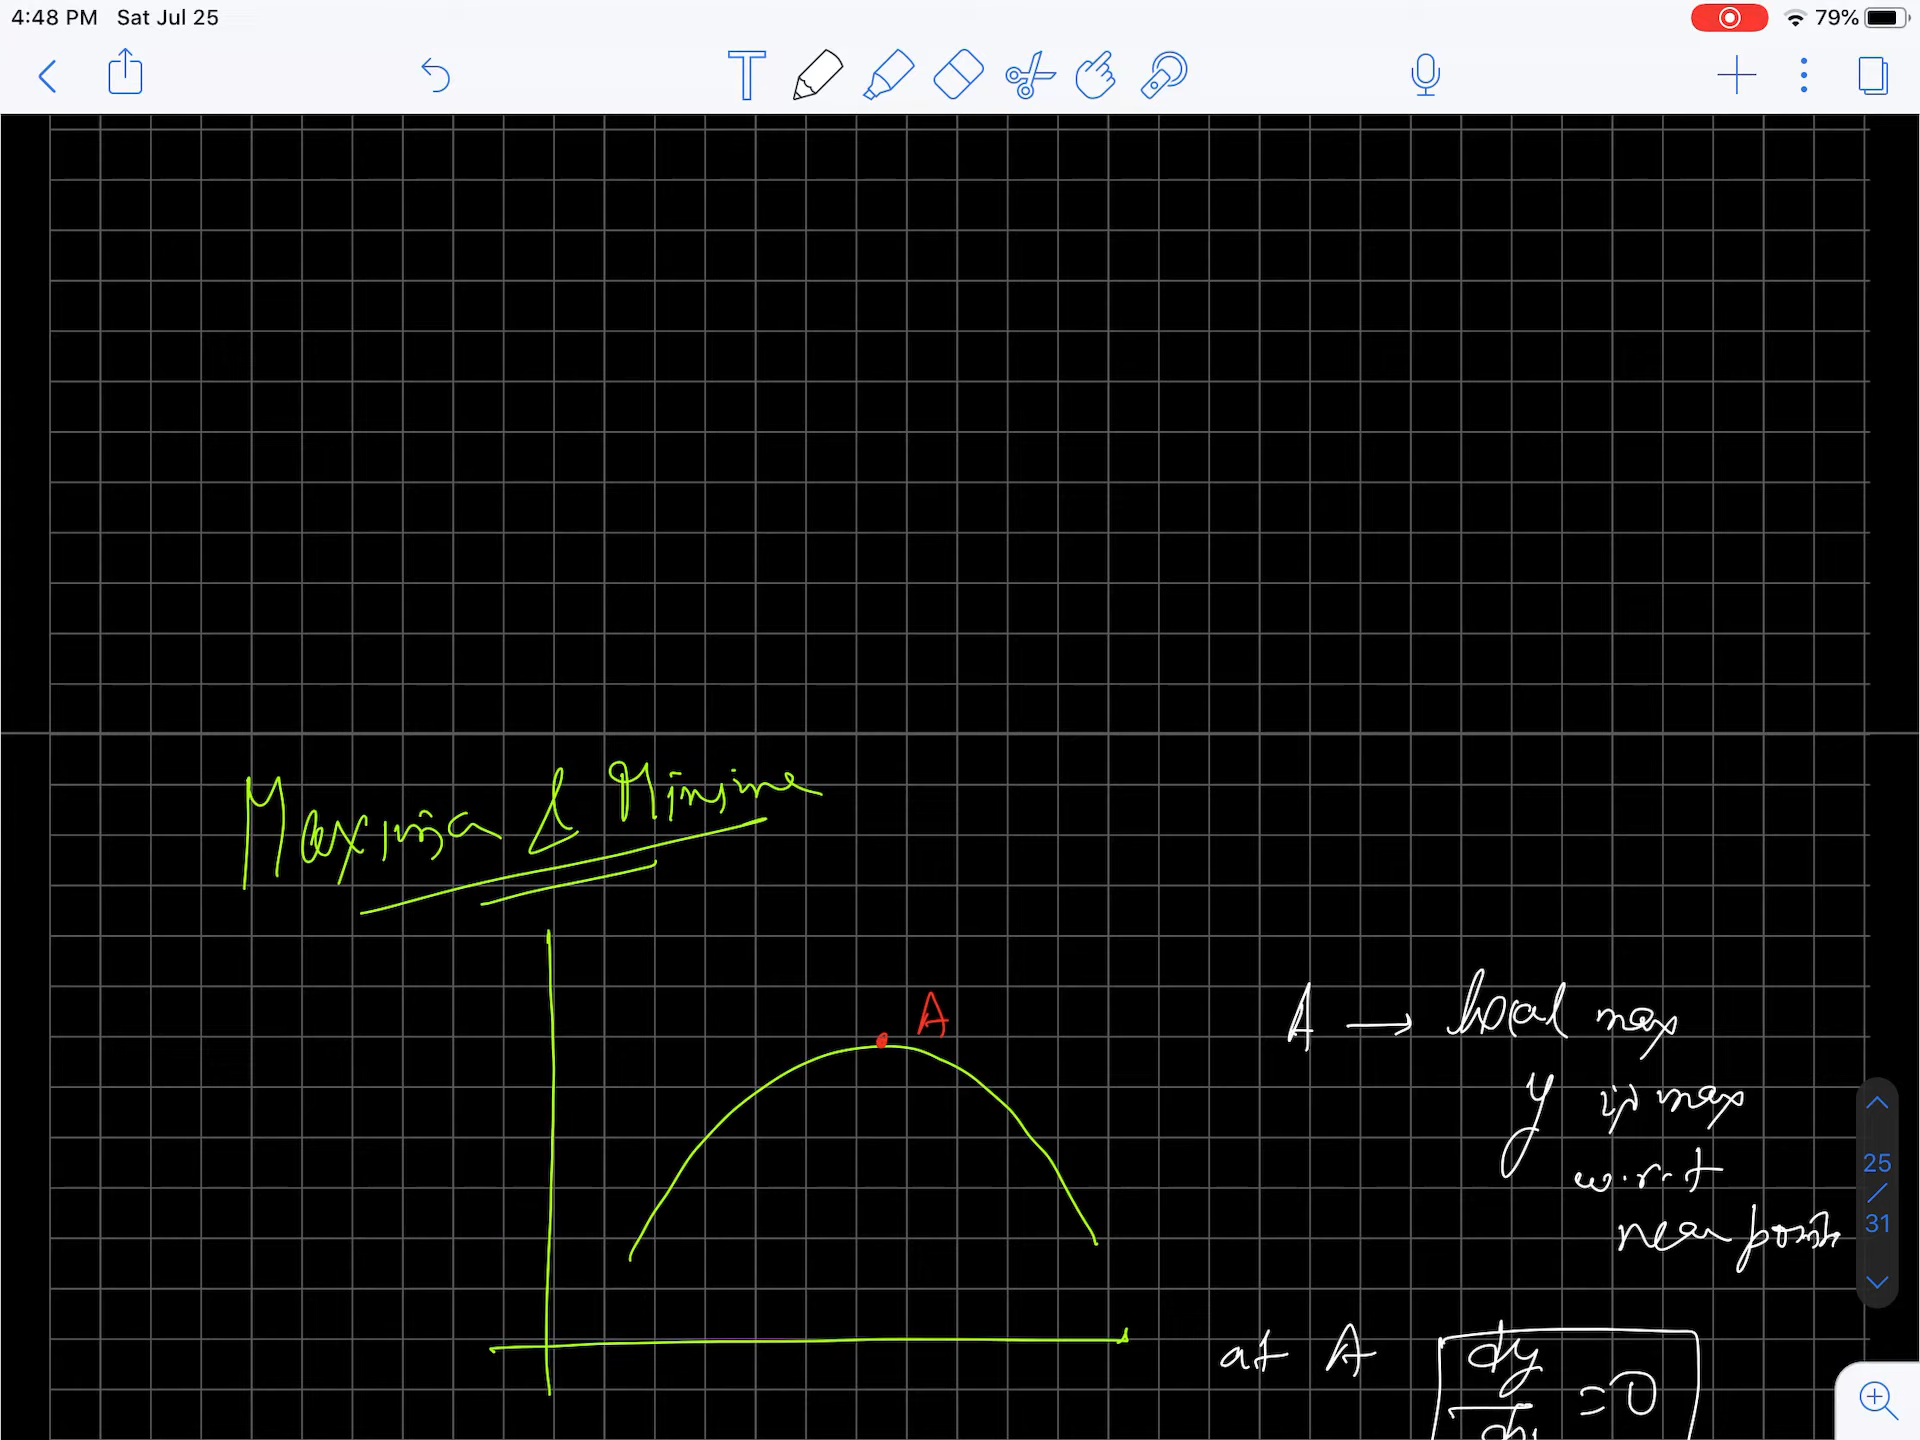 4:48 PM Sat Jul 25
79%
T
Maxima & Minima
A
A → local max
y is max
w.r.t
near points
25
/
31
at A dy/dx = 0